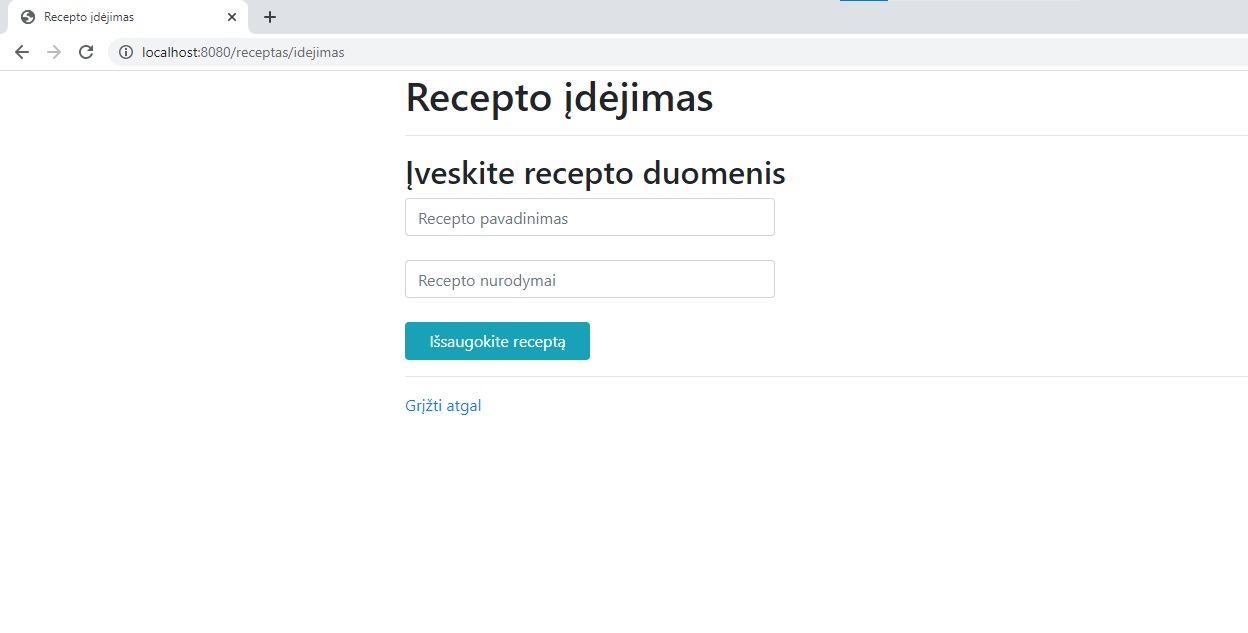 Recepto įdėjimas
localhost:8080/receptas/idejimas
Recepto įdėjimas
Įveskite recepto duomenis
Recepto pavadinimas
Recepto nurodymai
Išsaugokite receptą
Grįžti atgal